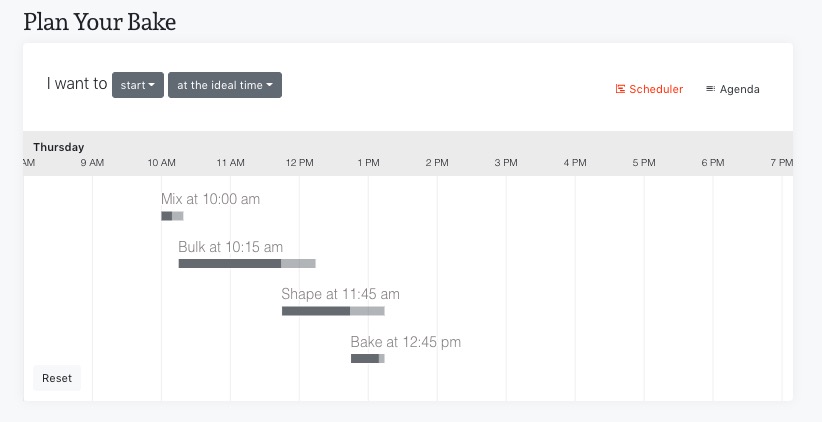 Plan Your Bake
I want to start at the ideal time Scheduler Agenda
Thursday
AM 9 AM 10 AM 11 AM 12 PM 1 PM 2 PM 3 PM 4 PM 5 PM 6 PM 7 PM
Mix at 10:00 am
Bulk at 10:15 am
Shape at 11:45 am
Bake at 12:45 pm
Reset